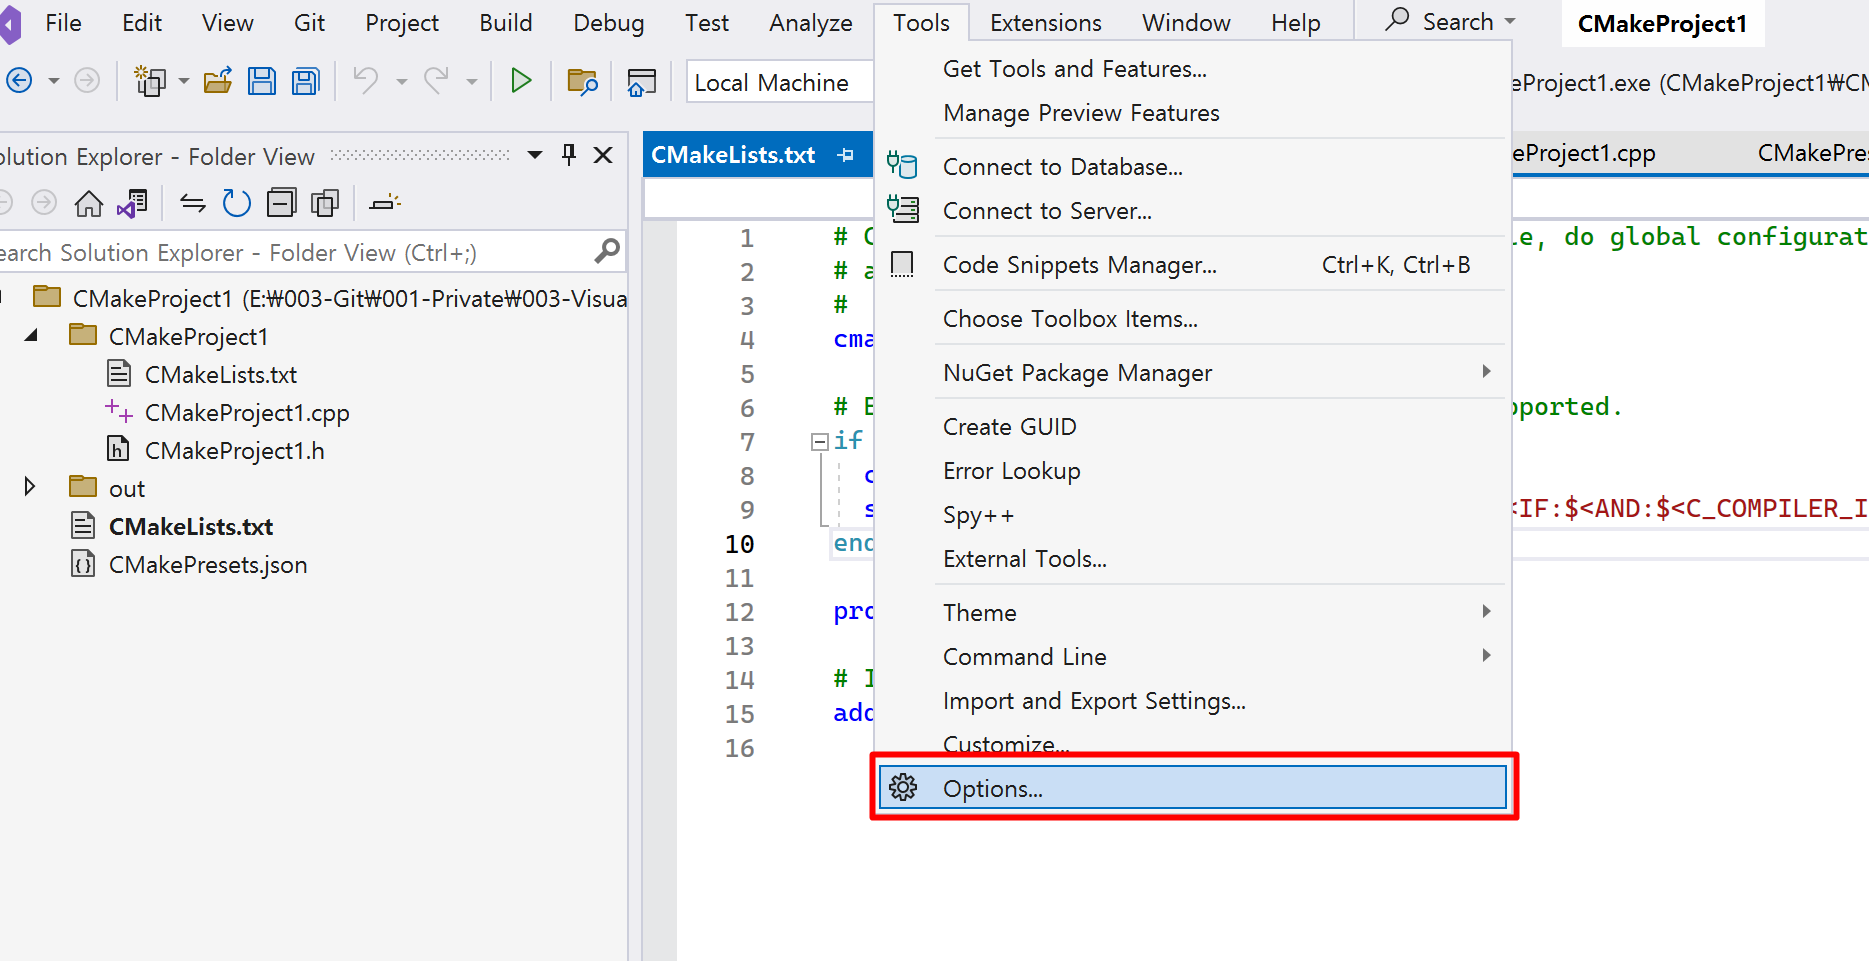 File Edit View Git Project Build Debug Test Analyze Tools Extensions Window Help Search CMakeProject1
Local Machine
eProject1.exe (CMakeProject1₩CM
Get Tools and Features...
Manage Preview Features
Connect to Database...
Connect to Server...
Code Snippets Manager... Ctrl+K, Ctrl+B
Choose Toolbox Items...
NuGet Package Manager
Create GUID
Error Lookup
Spy++
External Tools...
Theme
Command Line
Import and Export Settings...
Customize...
Options...
olution Explorer - Folder View
earch Solution Explorer - Folder View (Ctrl+;)
CMakeProject1 (E:₩003-Git₩001-Private₩003-Visua
CMakeProject1
CMakeLists.txt
CMakeProject1.cpp
CMakeProject1.h
out
CMakeLists.txt
CMakePresets.json
CMakeLists.txt
eProject1.cpp CMakePres
1 # C le, do global configurat
2 # a
3 #
4 cma
5
6 # E pported.
7 if
8 c
9 s <IF:$<AND:$<C_COMPILER_I
10 end
11
12 pro
13
14 # I
15 add
16